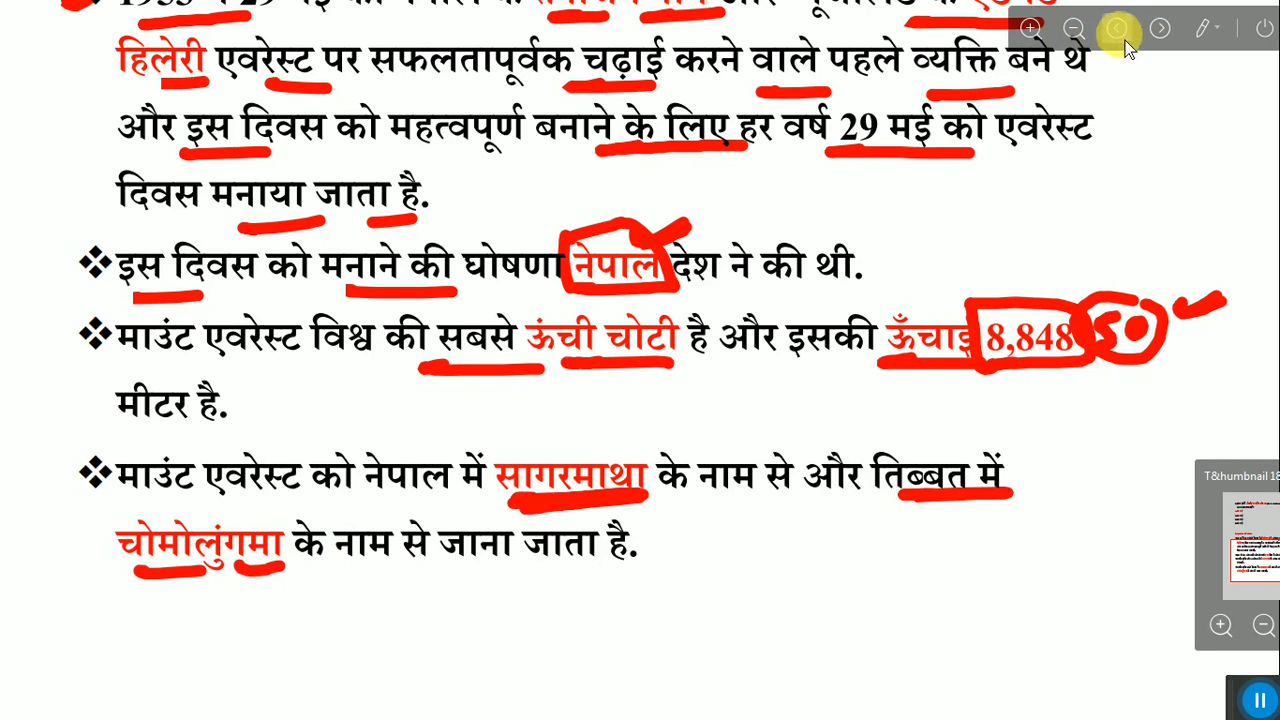 हिलेरी एवरेस्ट पर सफलतापूर्वक चढ़ाई करने वाले पहले व्यक्ति बने थे
और इस दिवस को महत्वपूर्ण बनाने के लिए हर वर्ष 29 मई को एवरेस्ट
दिवस मनाया जाता है.
❖इस दिवस को मनाने की घोषणा नेपाल देश ने की थी.
❖माउंट एवरेस्ट विश्व की सबसे ऊंची चोटी है और इसकी ऊँचाई 8,848 50
मीटर है.
❖माउंट एवरेस्ट को नेपाल में सागरमाथा के नाम से और तिब्बत में
चोमोलुंगमा के नाम से जाना जाता है.
T&humbnail 18